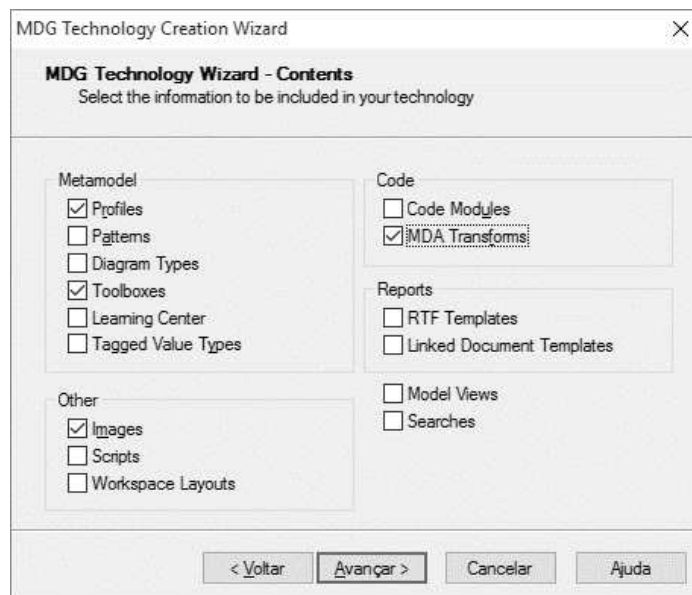 MDG Technology Creation Wizard
MDG Technology Wizard - Contents
Select the information to be included in your technology
Metamodel
Profiles
Patterns
Diagram Types
Toolboxes
Learning Center
Tagged Value Types
Code
Code Modules
MDA Transforms
Reports
RTF Templates
Linked Document Templates
Model Views
Searches
Other
Images
Scripts
Workspace Layouts
< Voltar Avançar > Cancelar Ajuda